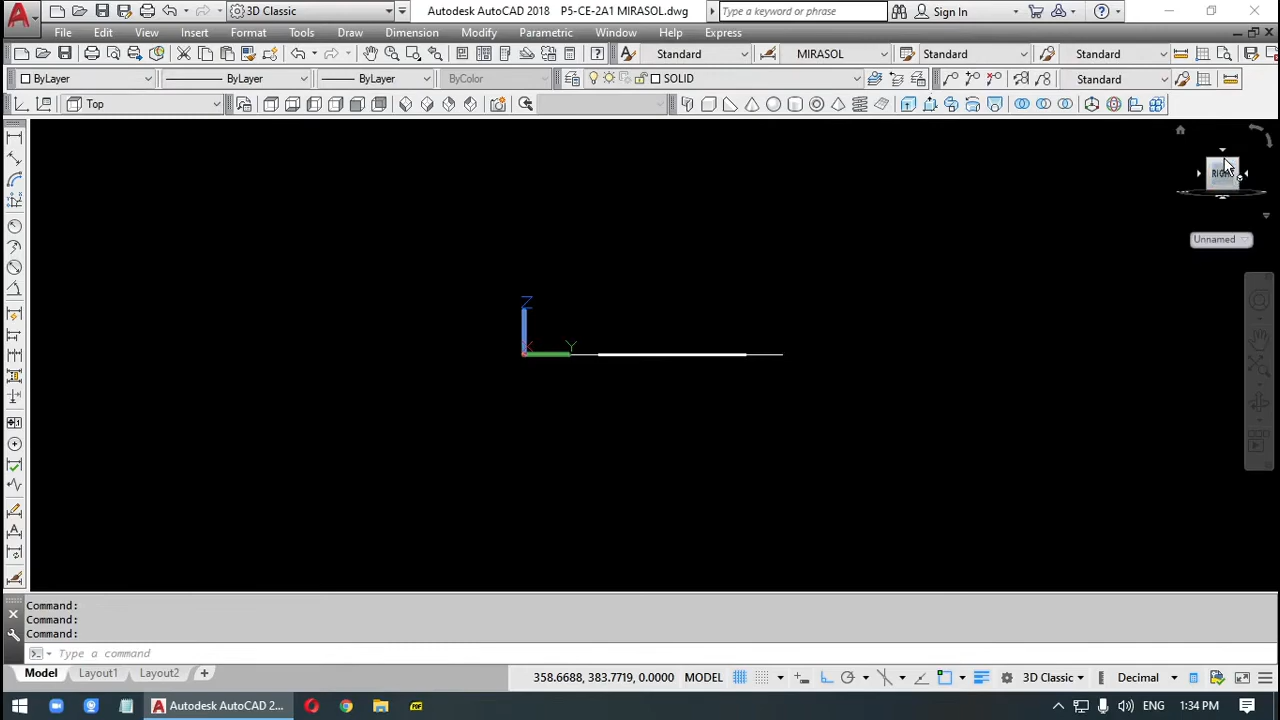 3D Classic
Autodesk AutoCAD 2018 P5-CE-2A1 MIRASOL.dwg
Type a keyword or phrase
Sign In
File Edit View Insert Format Tools Draw Dimension Modify Parametric Window Help Express
Standard MIRASOL Standard Standard
ByLayer ByLayer ByLayer ByColor SOLID Standard
Top
Unnamed
Z
X Y
Command:
Command:
Command:
Type a command
Model Layout1 Layout2 +
358.6688, 383.7719, 0.0000 MODEL 3D Classic Decimal
Autodesk AutoCAD 2... ENG 1:34 PM